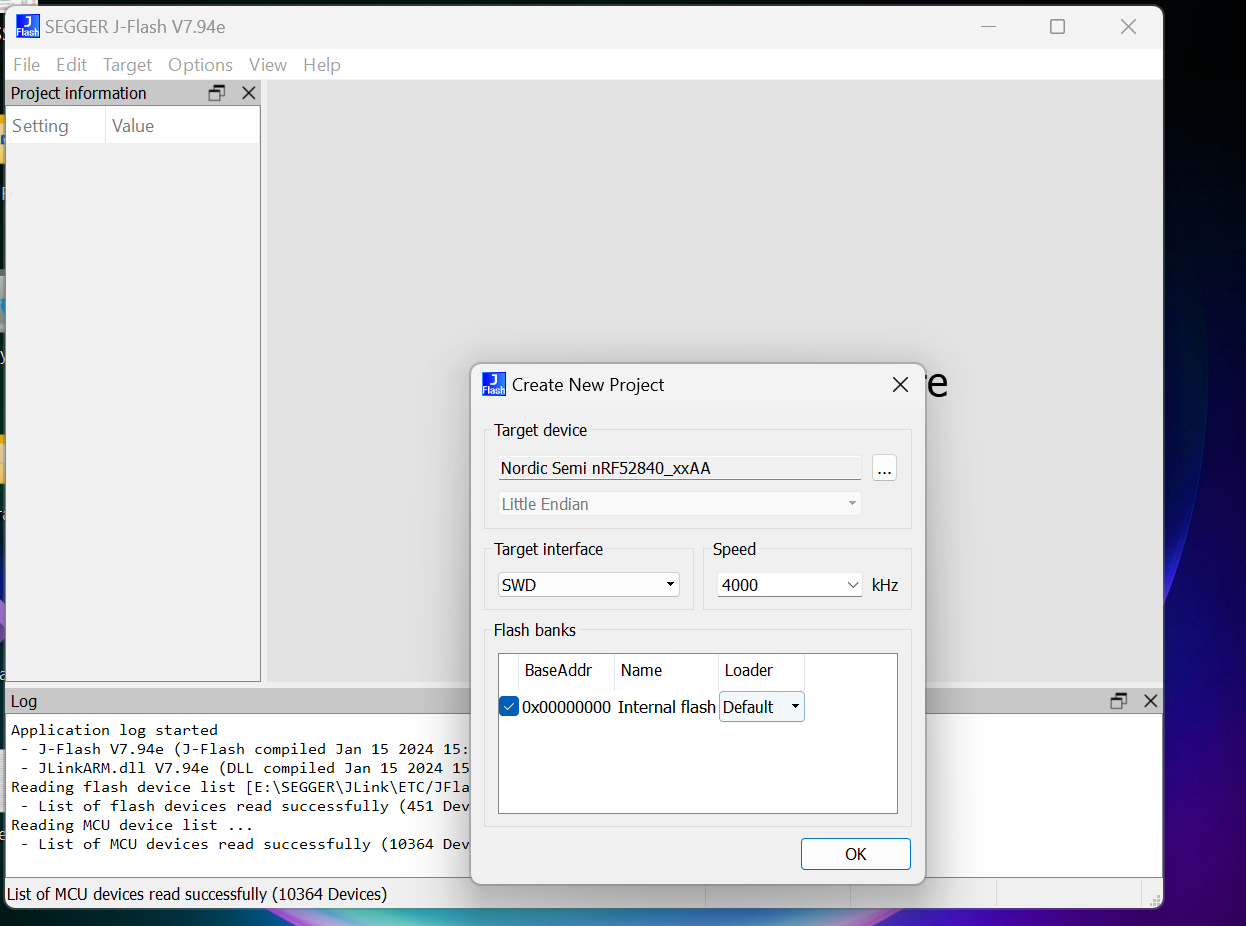 J
Flash
SEGGER J-Flash V7.94e
File Edit Target Options View Help
Project information
Setting Value
J
Flash
Create New Project
Target device
Nordic Semi nRF52840_xxAA
...
Little Endian
Target interface
SWD
Speed
4000
kHz
Flash banks
BaseAddr Name Loader
0x00000000 Internal flash Default
OK
Log
Application log started
- J-Flash V7.94e (J-Flash compiled Jan 15 2024 15:
- JLinkARM.dll V7.94e (DLL compiled Jan 15 2024 15
Reading flash device list [E:\SEGGER\JLink\ETC/JFla
- List of flash devices read successfully (451 Dev
Reading MCU device list ...
- List of MCU devices read successfully (10364 Dev
List of MCU devices read successfully (10364 Devices)